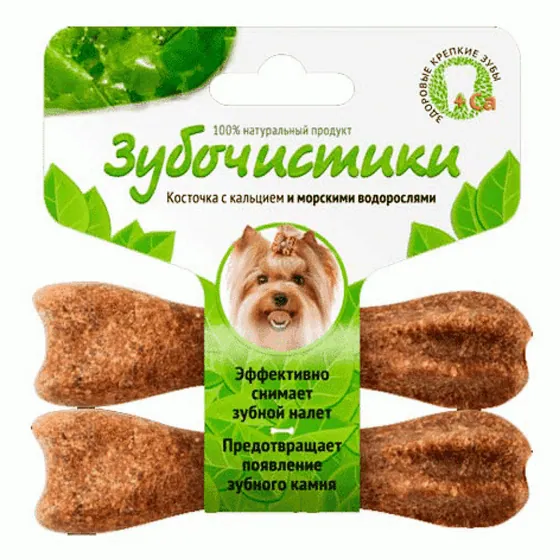 ЗДОРОВЫЕ КРЕПКИЕ ЗУБЫ
+ Ca
100% натуральный продукт
Зубочистики
Косточка с кальцием и морскими водорослями
Эффективно
снимает
зубной налет
Предотвращает
появление
зубного камня